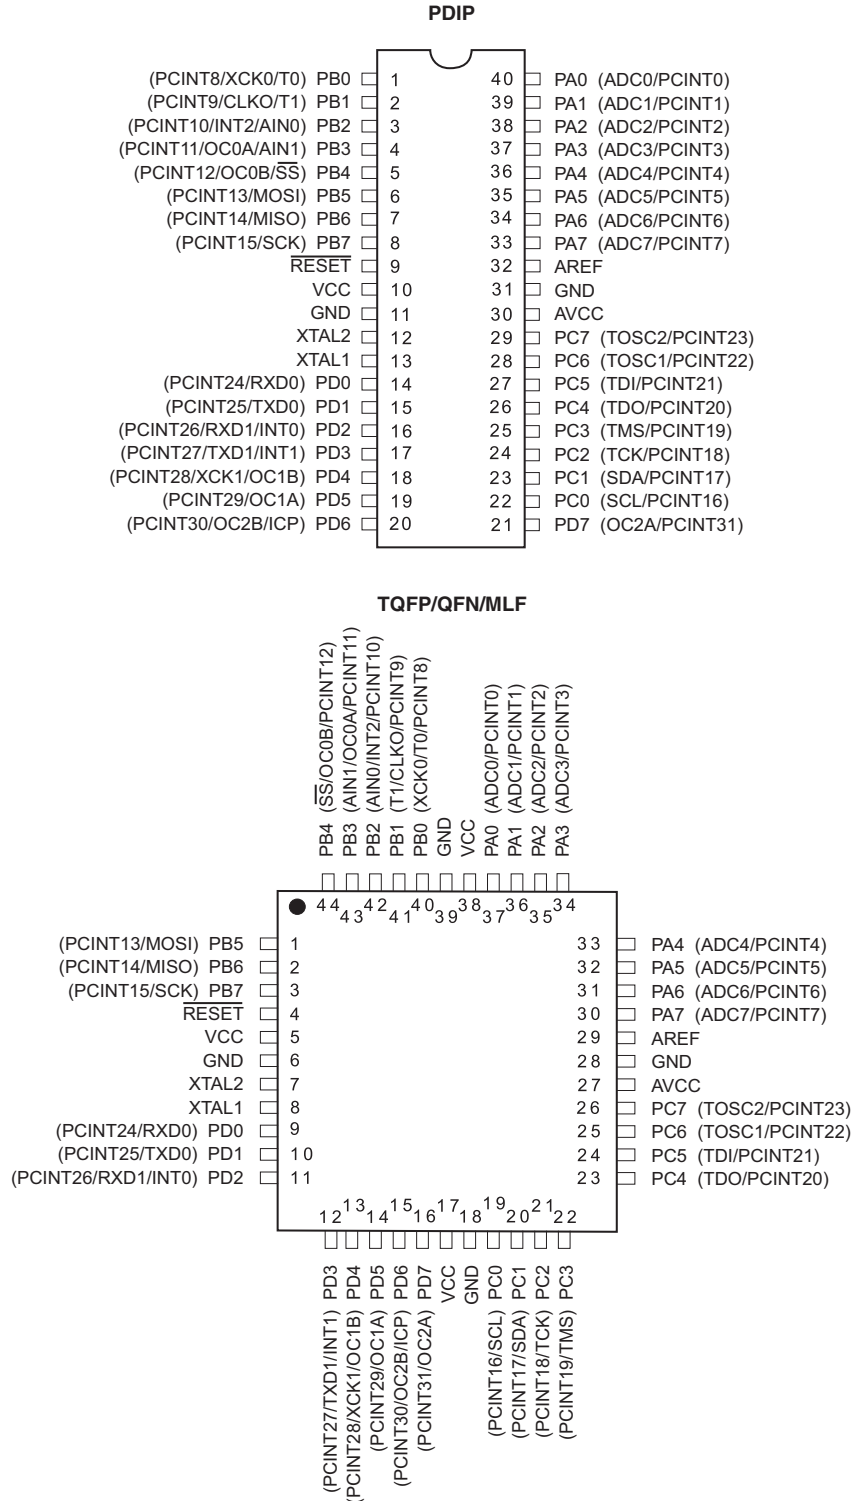 PDIP
(PCINT8/XCK0/T0) PB0 1 40 PA0 (ADC0/PCINT0)
(PCINT9/CLKO/T1) PB1 2 39 PA1 (ADC1/PCINT1)
(PCINT10/INT2/AIN0) PB2 3 38 PA2 (ADC2/PCINT2)
(PCINT11/OC0A/AIN1) PB3 4 37 PA3 (ADC3/PCINT3)
(PCINT12/OC0B/SS) PB4 5 36 PA4 (ADC4/PCINT4)
(PCINT13/MOSI) PB5 6 35 PA5 (ADC5/PCINT5)
(PCINT14/MISO) PB6 7 34 PA6 (ADC6/PCINT6)
(PCINT15/SCK) PB7 8 33 PA7 (ADC7/PCINT7)
RESET 9 32 AREF
VCC 10 31 GND
GND 11 30 AVCC
XTAL2 12 29 PC7 (TOSC2/PCINT23)
XTAL1 13 28 PC6 (TOSC1/PCINT22)
(PCINT24/RXD0) PD0 14 27 PC5 (TDI/PCINT21)
(PCINT25/TXD0) PD1 15 26 PC4 (TDO/PCINT20)
(PCINT26/RXD1/INT0) PD2 16 25 PC3 (TMS/PCINT19)
(PCINT27/TXD1/INT1) PD3 17 24 PC2 (TCK/PCINT18)
(PCINT28/XCK1/OC1B) PD4 18 23 PC1 (SDA/PCINT17)
(PCINT29/OC1A) PD5 19 22 PC0 (SCL/PCINT16)
(PCINT30/OC2B/ICP) PD6 20 21 PD7 (OC2A/PCINT31)
TQFP/QFN/MLF
PB4 (SS/OC0B/PCINT12)
PB3 (AIN1/OC0A/PCINT11)
PB2 (AIN0/INT2/PCINT10)
PB1 (T1/CLKO/PCINT9)
PB0 (XCK0/T0/PCINT8)
GND
VCC
PA0 (ADC0/PCINT0)
PA1 (ADC1/PCINT1)
PA2 (ADC2/PCINT2)
PA3 (ADC3/PCINT3)
44 43 42 41 40 39 38 37 36 35 34
(PCINT13/MOSI) PB5 1 33 PA4 (ADC4/PCINT4)
(PCINT14/MISO) PB6 2 32 PA5 (ADC5/PCINT5)
(PCINT15/SCK) PB7 3 31 PA6 (ADC6/PCINT6)
RESET 4 30 PA7 (ADC7/PCINT7)
VCC 5 29 AREF
GND 6 28 GND
XTAL2 7 27 AVCC
XTAL1 8 26 PC7 (TOSC2/PCINT23)
(PCINT24/RXD0) PD0 9 25 PC6 (TOSC1/PCINT22)
(PCINT25/TXD0) PD1 10 24 PC5 (TDI/PCINT21)
(PCINT26/RXD1/INT0) PD2 11 23 PC4 (TDO/PCINT20)
12 13 14 15 16 17 18 19 20 21 22
(PCINT27/TXD1/INT1) PD3
(PCINT28/XCK1/OC1B) PD4
(PCINT29/OC1A) PD5
(PCINT30/OC2B/ICP) PD6
(PCINT31/OC2A) PD7
VCC
GND
(PCINT16/SCL) PC0
(PCINT17/SDA) PC1
(PCINT18/TCK) PC2
(PCINT19/TMS) PC3